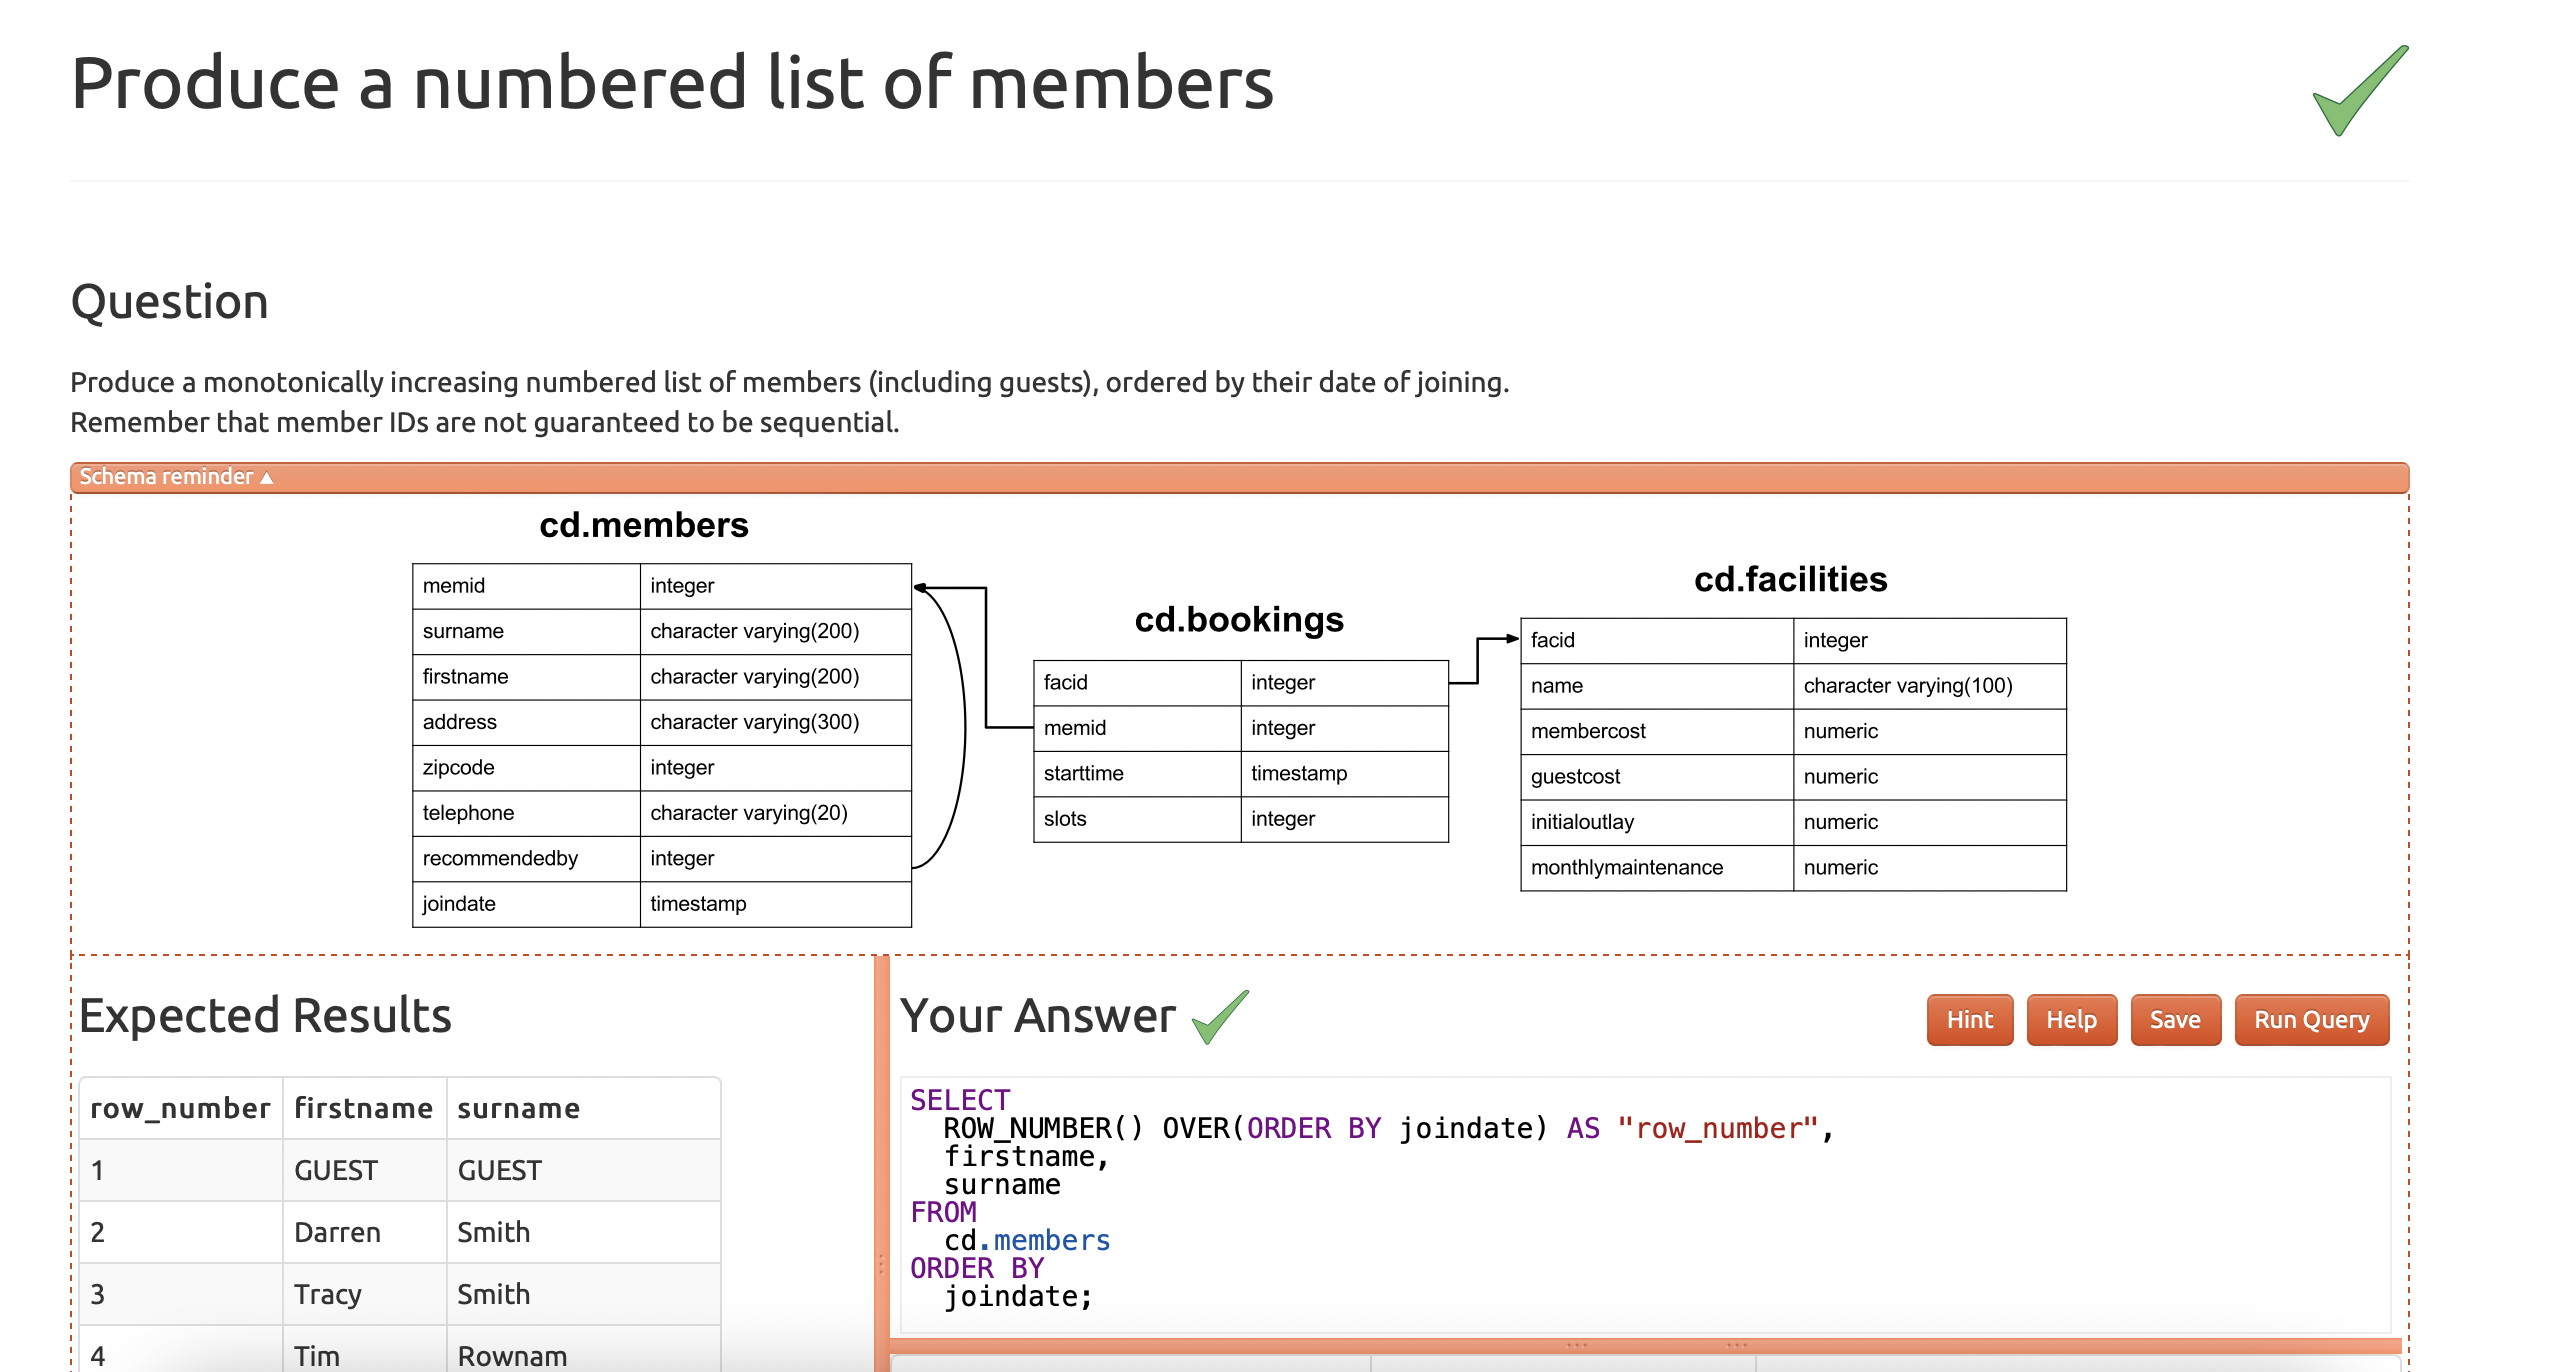 Produce a numbered list of members
Question
Produce a monotonically increasing numbered list of members (including guests), ordered by their date of joining.
Remember that member IDs are not guaranteed to be sequential.
Schema reminder ▲
cd.members
memid integer
surname character varying(200)
firstname character varying(200)
address character varying(300)
zipcode integer
telephone character varying(20)
recommendedby integer
joindate timestamp
cd.bookings
facid integer
memid integer
starttime timestamp
slots integer
cd.facilities
facid integer
name character varying(100)
membercost numeric
guestcost numeric
initialoutlay numeric
monthlymaintenance numeric
Expected Results
row_number firstname surname
1 GUEST GUEST
2 Darren Smith
3 Tracy Smith
4 Tim Rownam
Your Answer
Hint Help Save Run Query
SELECT
  ROW_NUMBER() OVER(ORDER BY joindate) AS "row_number",
  firstname,
  surname
FROM
  cd.members
ORDER BY
  joindate;